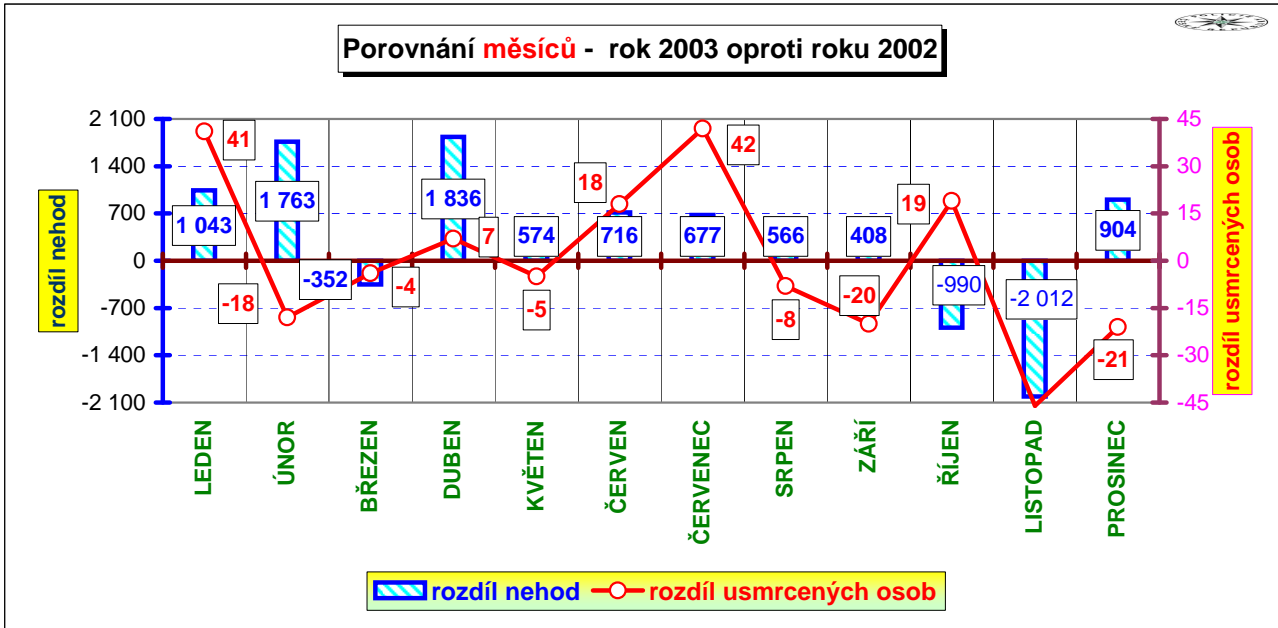 Porovnání měsíců - rok 2003 oproti roku 2002
rozdíl nehod
2 100
1 400
700
0
-700
-1 400
-2 100
45
30
15
0
-15
-30
-45
rozdíl usmrcených osob
1 043
1 763
-352
1 836
574
716
677
566
408
-990
-2 012
904
41
-18
-4
7
-5
18
42
-8
-20
19
-21
LEDEN
ÚNOR
BŘEZEN
DUBEN
KVĚTEN
ČERVEN
ČERVENEC
SRPEN
ZÁŘÍ
ŘÍJEN
LISTOPAD
PROSINEC
rozdíl nehod
rozdíl usmrcených osob